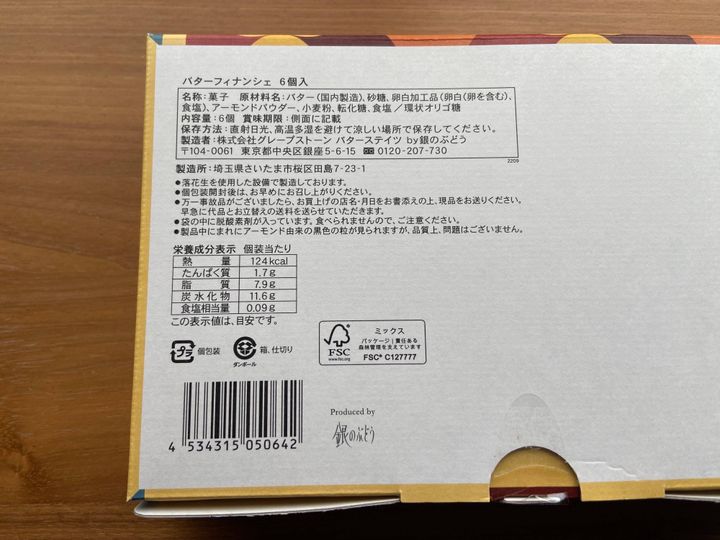 バターフィナンシェ 6個入
名称:菓子 原材料名:バター(国内製造)、砂糖、卵白加工品(卵白(卵を含む)、
食塩)、アーモンドパウダー、小麦粉、転化糖、食塩/環状オリゴ糖
内容量:6個 賞味期限:側面に記載
保存方法:直射日光、高温多湿を避けて涼しい場所で保存してください。
製造者:株式会社グレープストーン バターステイツ by銀のぶどう
〒104-0061 東京都中央区銀座5-6-15 0120-207-730
2209
製造所:埼玉県さいたま市桜区田島7-23-1
●落花生を使用した設備で製造しております。
●個包装開封後は、お早めにお召し上がりください。
●万一事故品がございましたら、お買上げの店名・月日をお書添えの上、現品をお送りください。
早急に代品とお立替えの送料を送らせていただきます。
●袋の中に脱酸素剤が入っています。食べられませんので、ご注意ください。
●製品中にまれにアーモンド由来の黒色の粒が見られますが、品質上、問題はございません。
栄養成分表示 個装当たり
熱量 124kcal
たんぱく質 1.7g
脂質 7.9g
炭水化物 11.6g
食塩相当量 0.09g
この表示値は、目安です。
プラ 個包装
ダンボール 箱、仕切り
FSC
www.fsc.org
ミックス
パッケージ|責任ある
森林管理を支えています
FSC® C127777
4 534315 050642
Produced by
銀のぶどう